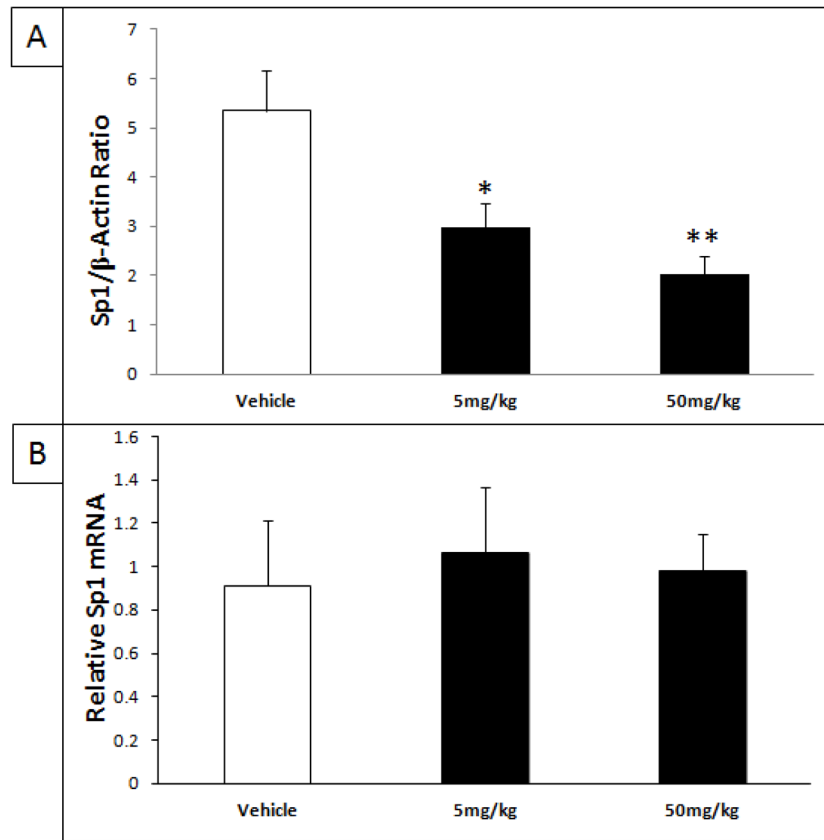 A
Sp1/β-Actin Ratio
7
6
5
4
3
2
1
0
*
**
Vehicle
5mg/kg
50mg/kg
B
Relative Sp1 mRNA
1.6
1.4
1.2
1
0.8
0.6
0.4
0.2
0
Vehicle
5mg/kg
50mg/kg